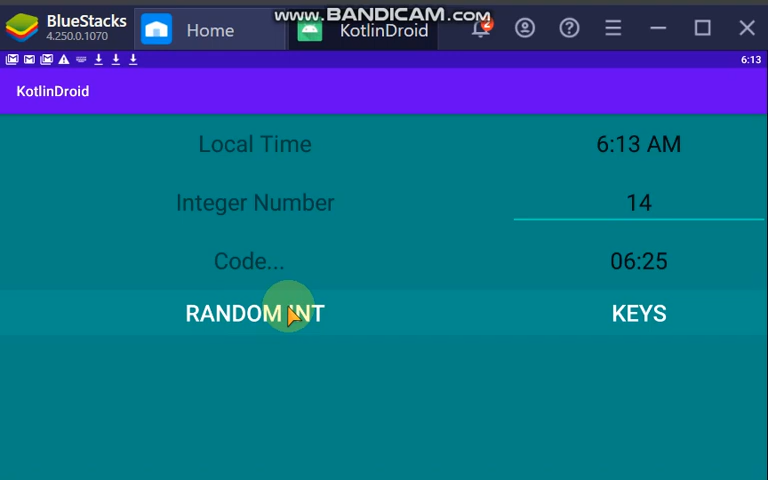 www.BANDICAM.com
BlueStacks
4.250.0.1070
Home
KotlinDroid
2
6:13
KotlinDroid
Local Time 6:13 AM
Integer Number 14
Code... 06:25
RANDOM INT KEYS